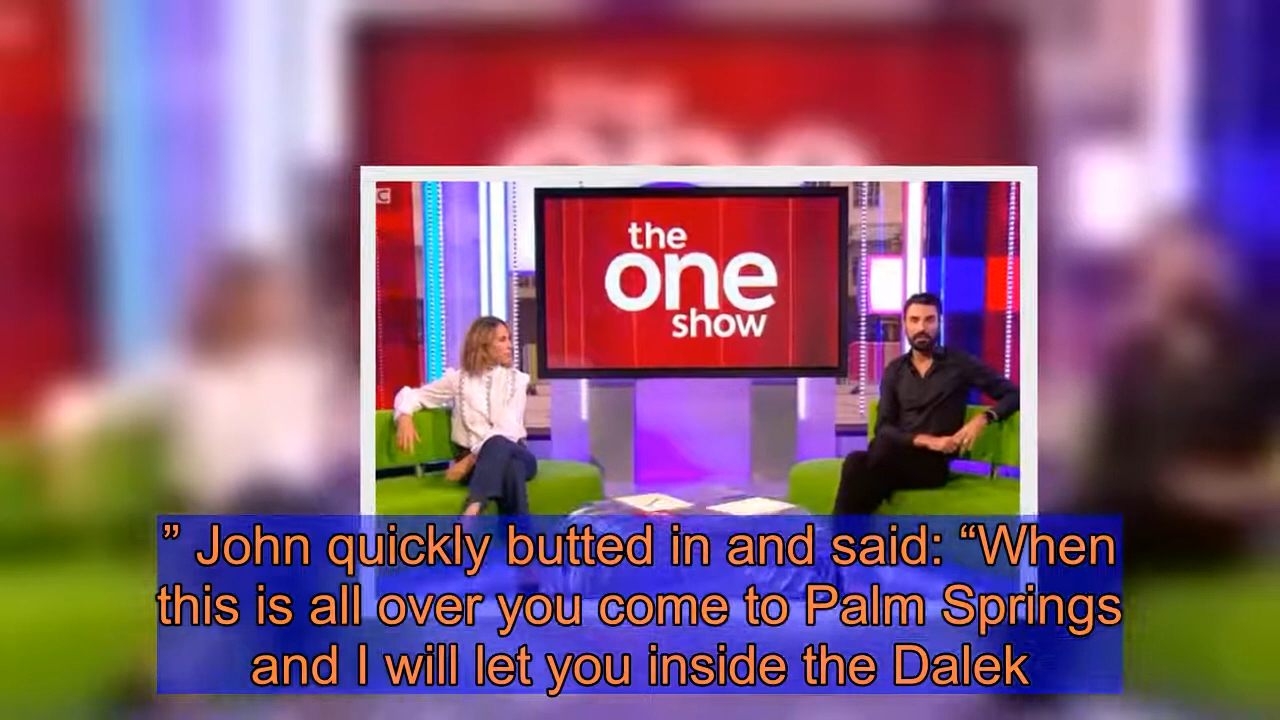 C
the
one
show
” John quickly butted in and said: “When
this is all over you come to Palm Springs
and I will let you inside the Dalek